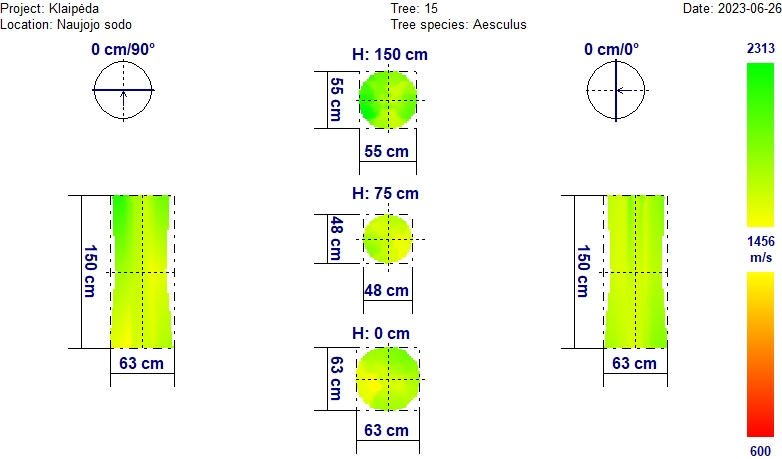 Project: Klaipėda
Tree: 15
Date: 2023-06-26
Location: Naujojo sodo
Tree species: Aesculus
0 cm/90°
H: 150 cm
0 cm/0°
2313
55 cm
55 cm
H: 75 cm
48 cm
48 cm
150 cm
150 cm
1456
m/s
H: 0 cm
63 cm
63 cm
63 cm
63 cm
600